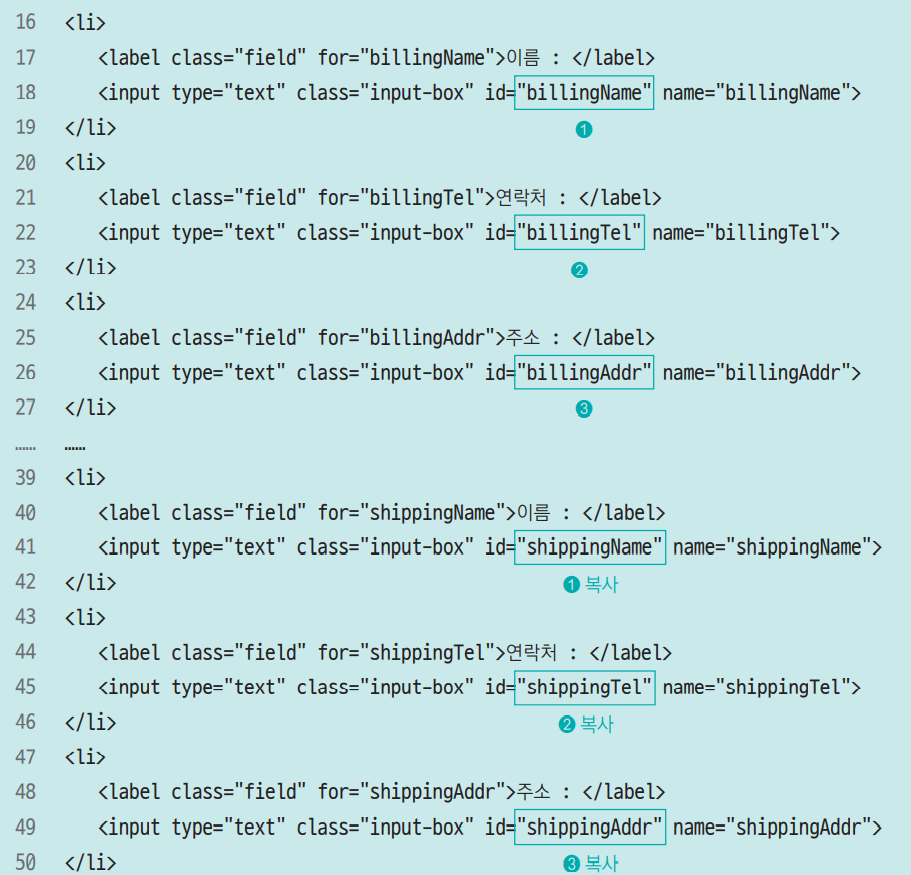 16 <li>
17 <label class="field" for="billingName">이름 : </label>
18 <input type="text" class="input-box" id="billingName" name="billingName">
19 </li>
❶
20 <li>
21 <label class="field" for="billingTel">연락처 : </label>
22 <input type="text" class="input-box" id="billingTel" name="billingTel">
23 </li>
❷
24 <li>
25 <label class="field" for="billingAddr">주소 : </label>
26 <input type="text" class="input-box" id="billingAddr" name="billingAddr">
27 </li>
❸
…… ……
39 <li>
40 <label class="field" for="shippingName">이름 : </label>
41 <input type="text" class="input-box" id="shippingName" name="shippingName">
42 </li>
❶ 복사
43 <li>
44 <label class="field" for="shippingTel">연락처 : </label>
45 <input type="text" class="input-box" id="shippingTel" name="shippingTel">
46 </li>
❷ 복사
47 <li>
48 <label class="field" for="shippingAddr">주소 : </label>
49 <input type="text" class="input-box" id="shippingAddr" name="shippingAddr">
50 </li>
❸ 복사